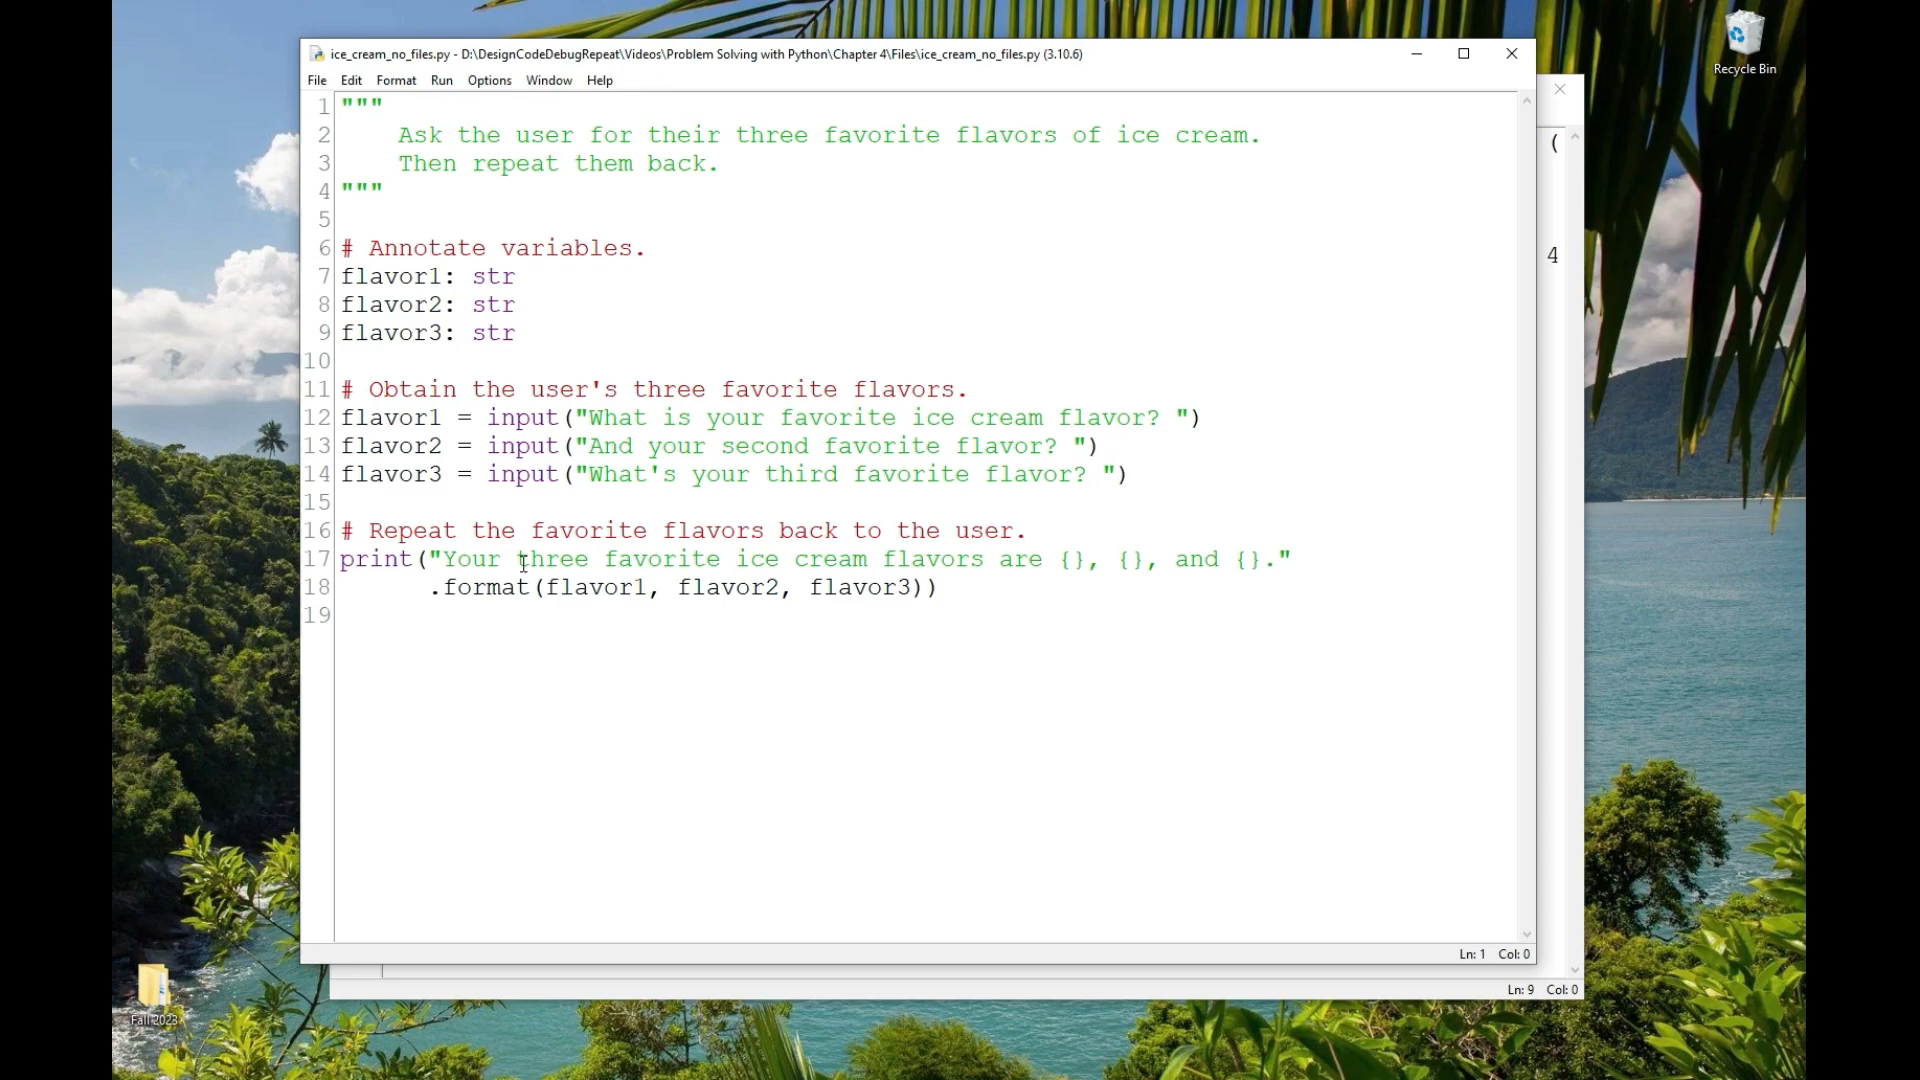 ice_cream_no_files.py - D:\DesignCodeDebugRepeat\Videos\Problem Solving with Python\Chapter 4\Files\ice_cream_no_files.py (3.10.6)
Recycle Bin
File Edit Format Run Options Window Help
1 """
2 Ask the user for their three favorite flavors of ice cream.
3 Then repeat them back.
4 """
5
6 # Annotate variables.
7 flavor1: str
8 flavor2: str
9 flavor3: str
10
11 # Obtain the user's three favorite flavors.
12 flavor1 = input("What is your favorite ice cream flavor? ")
13 flavor2 = input("And your second favorite flavor? ")
14 flavor3 = input("What's your third favorite flavor? ")
15
16 # Repeat the favorite flavors back to the user.
17 print("Your three favorite ice cream flavors are {}, {}, and {}."
18 .format(flavor1, flavor2, flavor3))
19
(
4
Ln: 1 Col: 0
Ln: 9 Col: 0
Fall 2023